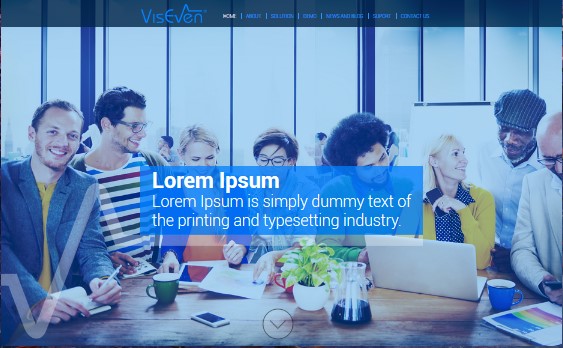 VisEven
HOME | ABOUT | SOLUTION | DEMO | NEWS AND BLOG | SUPORT | CONTACT US
Lorem Ipsum
Lorem Ipsum is simply dummy text of
the printing and typesetting industry.